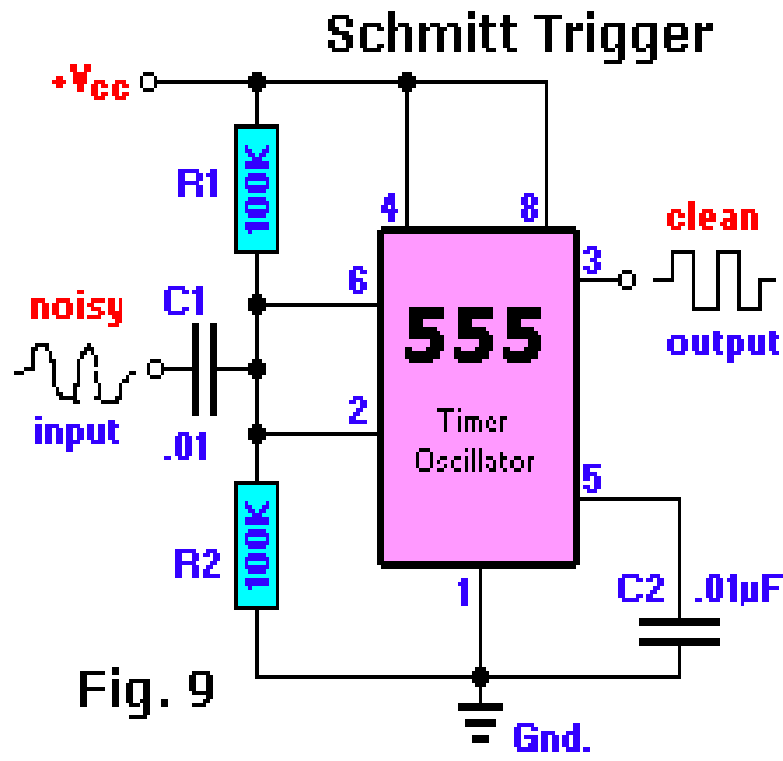 Schmitt Trigger
+Vcc
R1
100K
4
8
clean
3
output
6
noisy
C1
input
.01
555
Timer
Oscillator
2
5
R2
100K
1
C2
.01µF
Fig. 9
Gnd.